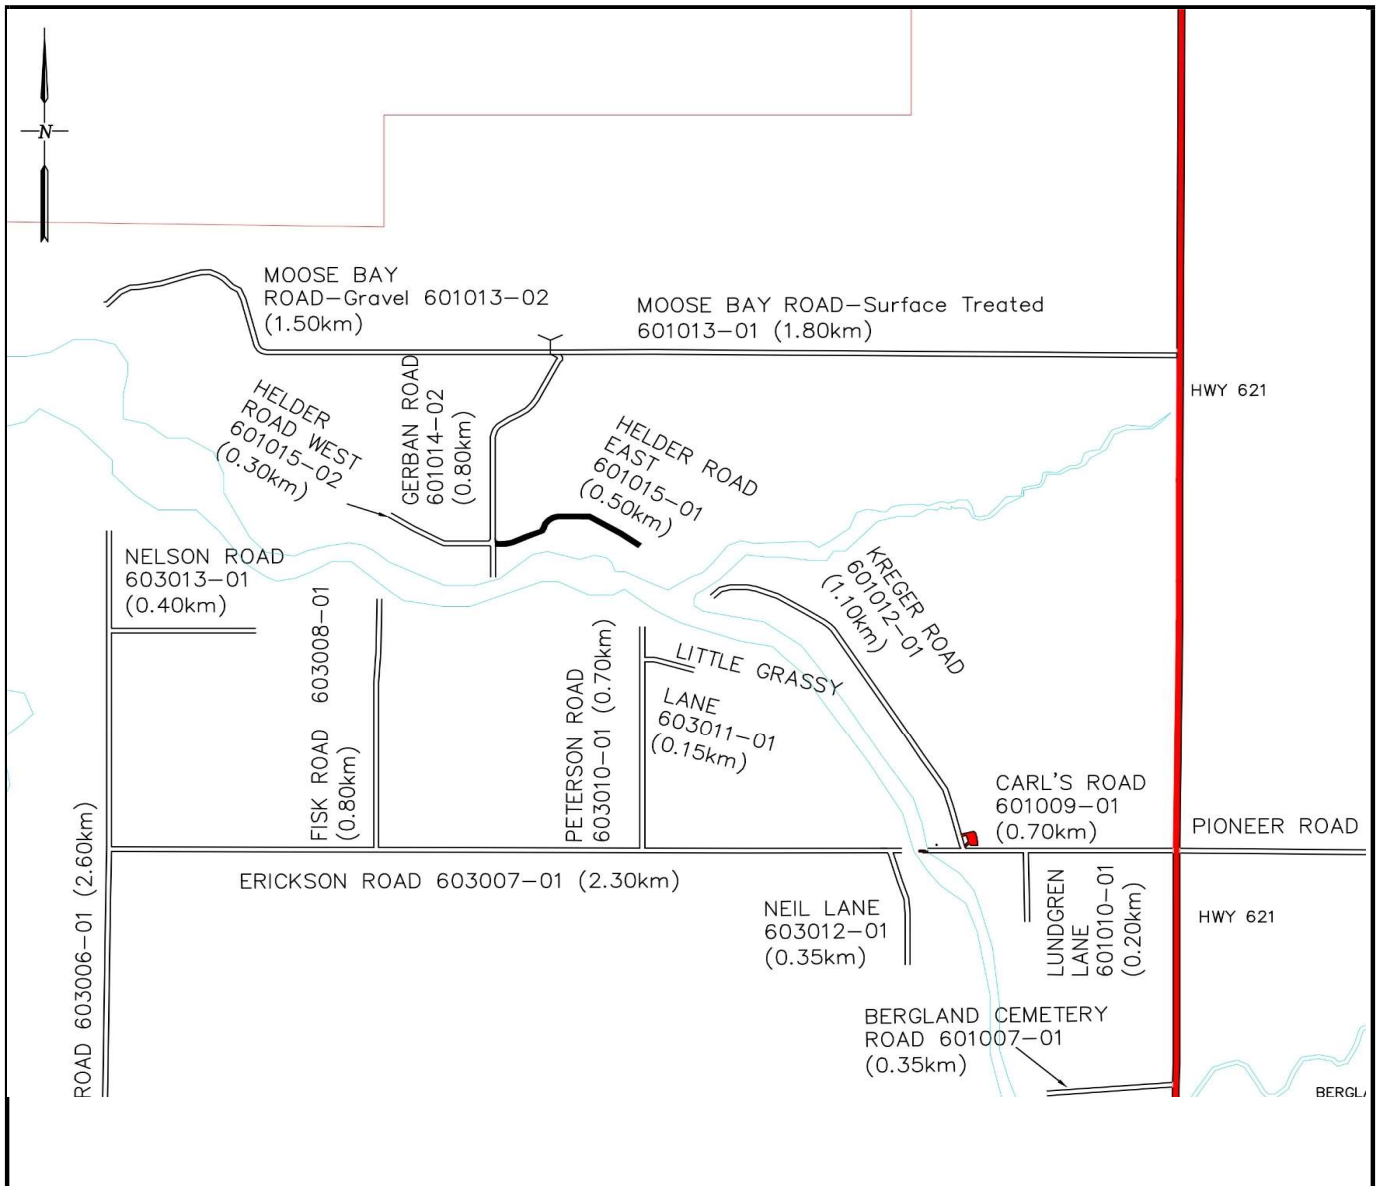 N
MOOSE BAY
ROAD-Gravel 601013-02
(1.50km)
MOOSE BAY ROAD-Surface Treated
601013-01 (1.80km)
HWY 621
HELDER
ROAD WEST
601015-02
(0.30km)
GERBAN ROAD
601014-02
(0.80km)
HELDER ROAD
EAST
601015-01
(0.50km)
NELSON ROAD
603013-01
(0.40km)
KREGER ROAD
601012-01
(1.10km)
FISK ROAD 603008-01
(0.80km)
PETERSON ROAD
603010-01 (0.70km)
LITTLE GRASSY
LANE
603011-01
(0.15km)
CARL'S ROAD
601009-01
(0.70km)
PIONEER ROAD
ROAD 603006-01 (2.60km)
ERICKSON ROAD 603007-01 (2.30km)
NEIL LANE
603012-01
(0.35km)
LUNDGREN
LANE
601010-01
(0.20km)
HWY 621
BERGLAND CEMETERY
ROAD 601007-01
(0.35km)